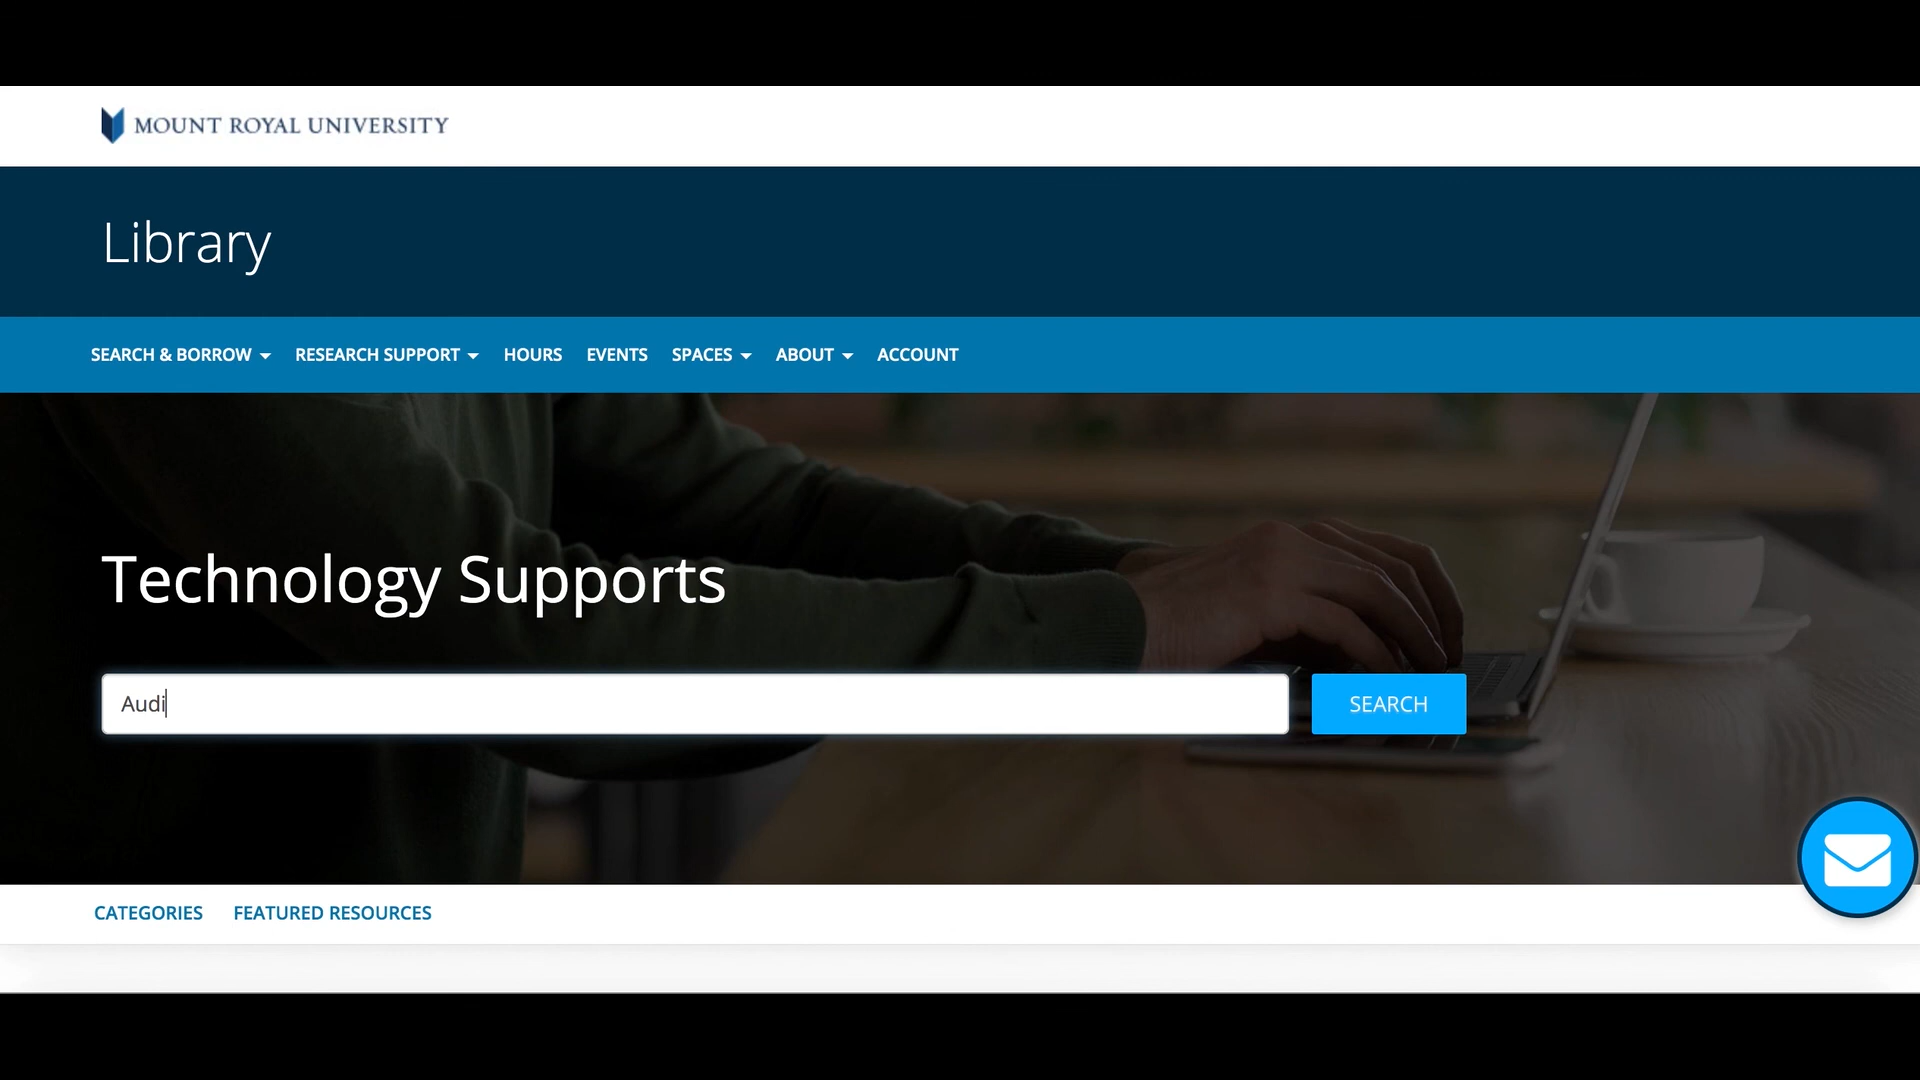 MOUNT ROYAL UNIVERSITY
Library
SEARCH & BORROW RESEARCH SUPPORT HOURS EVENTS SPACES ABOUT ACCOUNT
Technology Supports
Audi SEARCH
CATEGORIES FEATURED RESOURCES